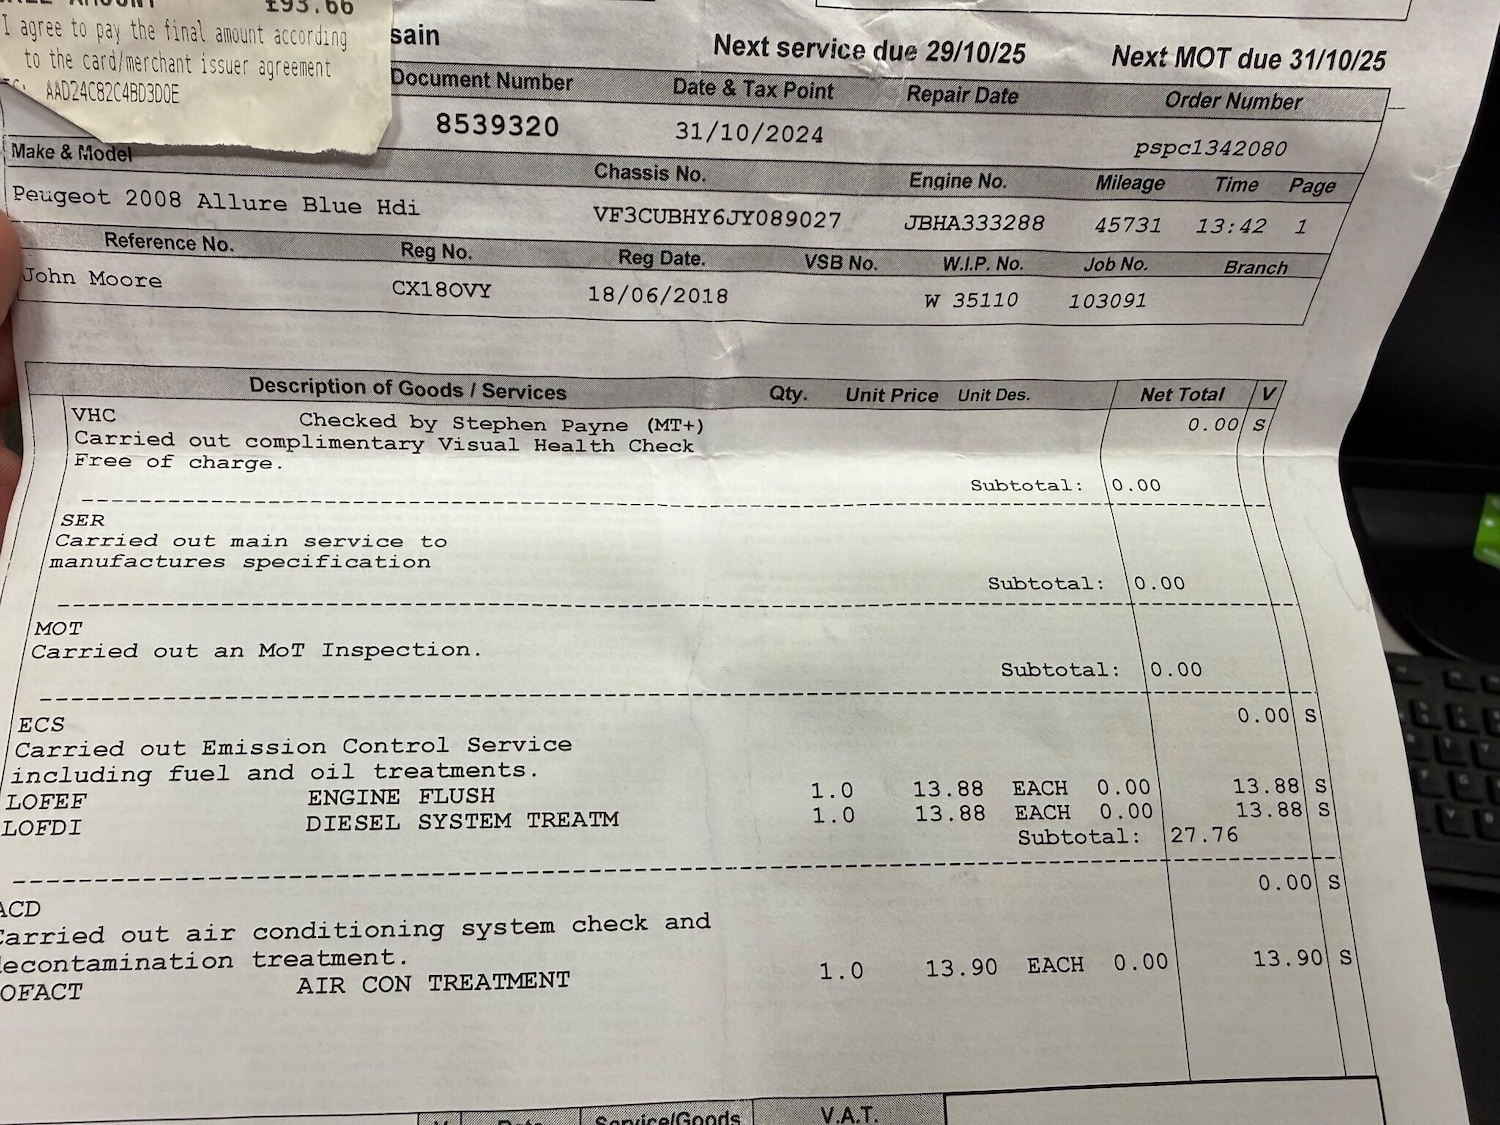 AMOUNT £93.66
I agree to pay the final amount according
to the card/merchant issuer agreement
AAD24C82C4BD3D0E
sain
Next service due 29/10/25 Next MOT due 31/10/25
Document Number Date & Tax Point Repair Date Order Number
8539320 31/10/2024 pspc1342080
Make & Model Chassis No. Engine No. Mileage Time Page
Peugeot 2008 Allure Blue Hdi VF3CUBHY6JY089027 JBHA333288 45731 13:42 1
Reference No. Reg No. Reg Date. VSB No. W.I.P. No. Job No. Branch
John Moore CX18OVY 18/06/2018 W 35110 103091
Description of Goods / Services Qty. Unit Price Unit Des. Net Total V
VHC Checked by Stephen Payne (MT+) 0.00 S
Carried out complimentary Visual Health Check
Free of charge.
Subtotal: 0.00
SER
Carried out main service to
manufactures specification
Subtotal: 0.00
MOT
Carried out an MoT Inspection.
Subtotal: 0.00
ECS 0.00 S
Carried out Emission Control Service
including fuel and oil treatments.
LOFEF ENGINE FLUSH 1.0 13.88 EACH 0.00 13.88 S
LOFDI DIESEL SYSTEM TREATM 1.0 13.88 EACH 0.00 13.88 S
Subtotal: 27.76
ACD 0.00 S
Carried out air conditioning system check and
decontamination treatment.
OFACT AIR CON TREATMENT 1.0 13.90 EACH 0.00 13.90 S
Service/Goods V.A.T.